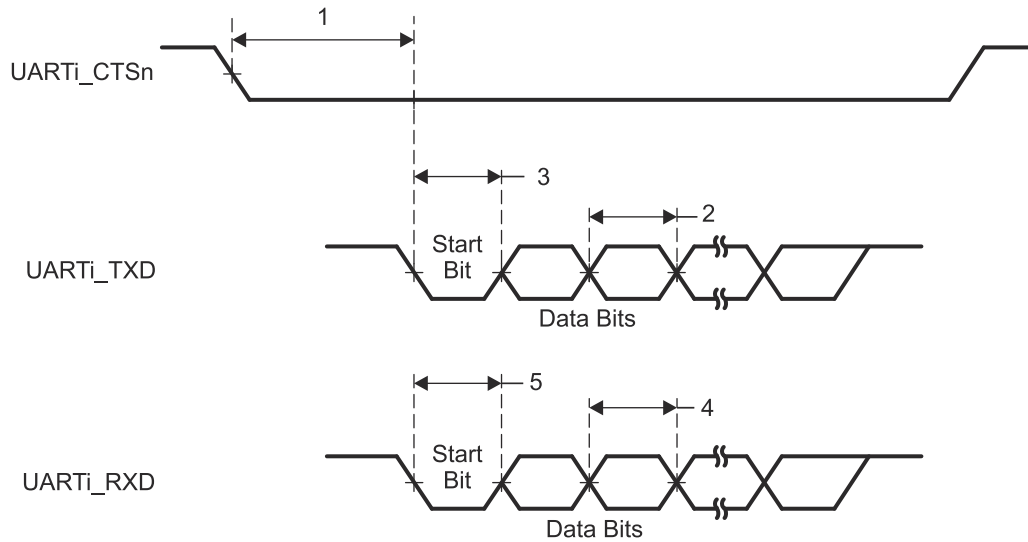 1
UARTi_CTSn
3
2
UARTi_TXD
Start
Bit
Data Bits
5
4
UARTi_RXD
Start
Bit
Data Bits